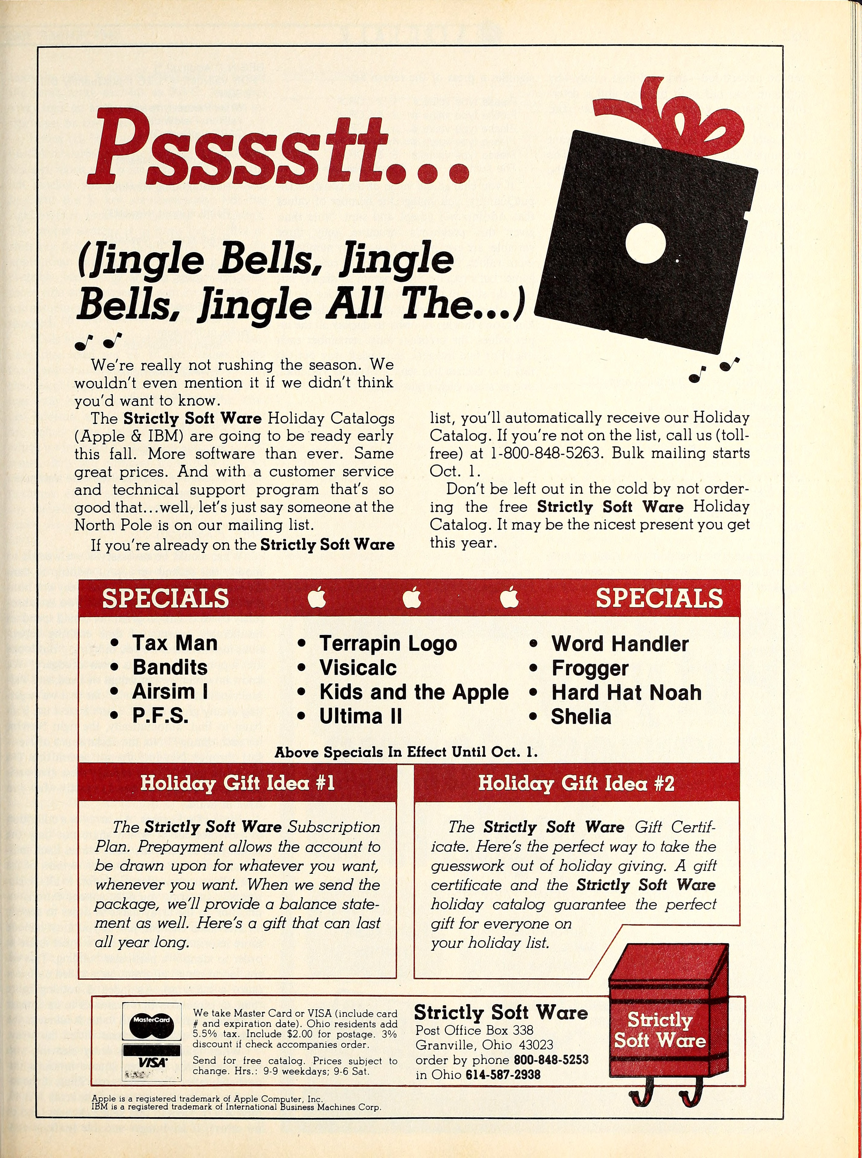 Psssstt...
(Jingle Bells, Jingle
Bells, Jingle All The...)
We're really not rushing the season. We
wouldn't even mention it if we didn't think
you'd want to know.
The Strictly Soft Ware Holiday Catalogs
(Apple & IBM) are going to be ready early
this fall. More software than ever. Same
great prices. And with a customer service
and technical support program that's so
good that...well, let's just say someone at the
North Pole is on our mailing list.
If you're already on the Strictly Soft Ware
list, you'll automatically receive our Holiday
Catalog. If you're not on the list, call us (toll-
free) at 1-800-848-5263. Bulk mailing starts
Oct. 1.
Don't be left out in the cold by not order-
ing the free Strictly Soft Ware Holiday
Catalog. It may be the nicest present you get
this year.
SPECIALS SPECIALS
• Tax Man
• Bandits
• Airsim I
• P.F.S.
• Terrapin Logo
• Visicalc
• Kids and the Apple
• Ultima II
• Word Handler
• Frogger
• Hard Hat Noah
• Shelia
Above Specials In Effect Until Oct. 1.
Holiday Gift Idea #1
The Strictly Soft Ware Subscription
Plan. Prepayment allows the account to
be drawn upon for whatever you want,
whenever you want. When we send the
package, we'll provide a balance state-
ment as well. Here's a gift that can last
all year long.
Holiday Gift Idea #2
The Strictly Soft Ware Gift Certif-
icate. Here's the perfect way to take the
guesswork out of holiday giving. A gift
certificate and the Strictly Soft Ware
holiday catalog guarantee the perfect
gift for everyone on
your holiday list.
MasterCard
VISA
We take Master Card or VISA (include card
# and expiration date). Ohio residents add
5.5% tax. Include $2.00 for postage. 3%
discount if check accompanies order.
Send for free catalog. Prices subject to
change. Hrs.: 9-9 weekdays; 9-6 Sat.
Strictly Soft Ware
Post Office Box 338
Granville, Ohio 43023
order by phone 800-848-5253
in Ohio 614-587-2938
Strictly
Soft Ware
Apple is a registered trademark of Apple Computer, Inc.
IBM is a registered trademark of International Business Machines Corp.